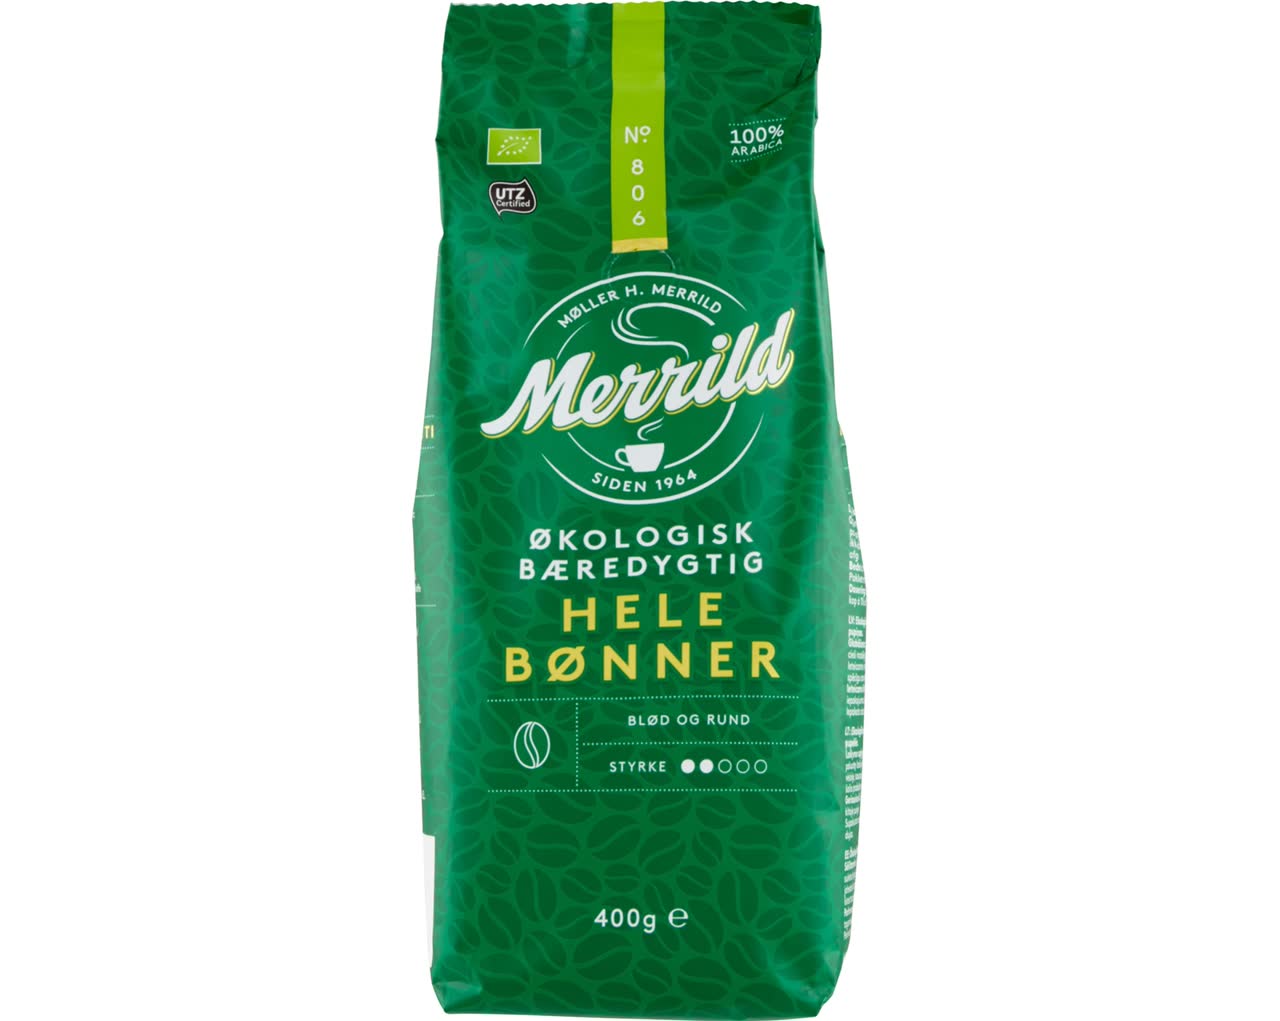 Nº.
8
0
6
100%
ARABICA
UTZ
Certified
MØLLER H. MERRILD
Merrild
SIDEN 1964
ØKOLOGISK
BÆREDYGTIG
HELE
BØNNER
BLØD OG RUND
STYRKE
400g ℮